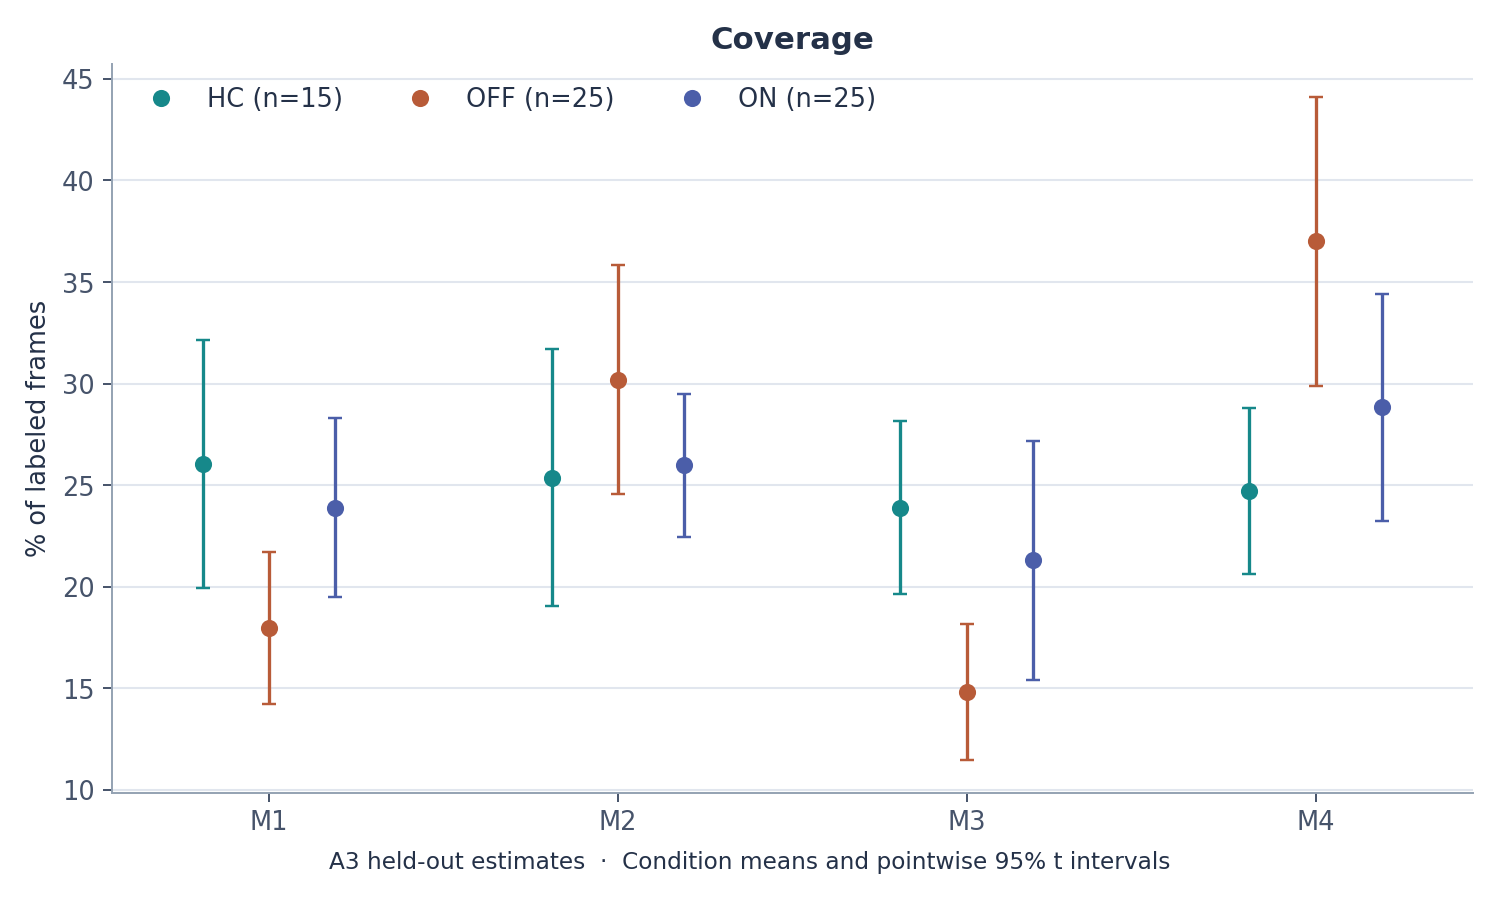 Coverage
HC (n=15) OFF (n=25) ON (n=25)
% of labeled frames
45
40
35
30
25
20
15
10
M1 M2 M3 M4
A3 held-out estimates · Condition means and pointwise 95% t intervals